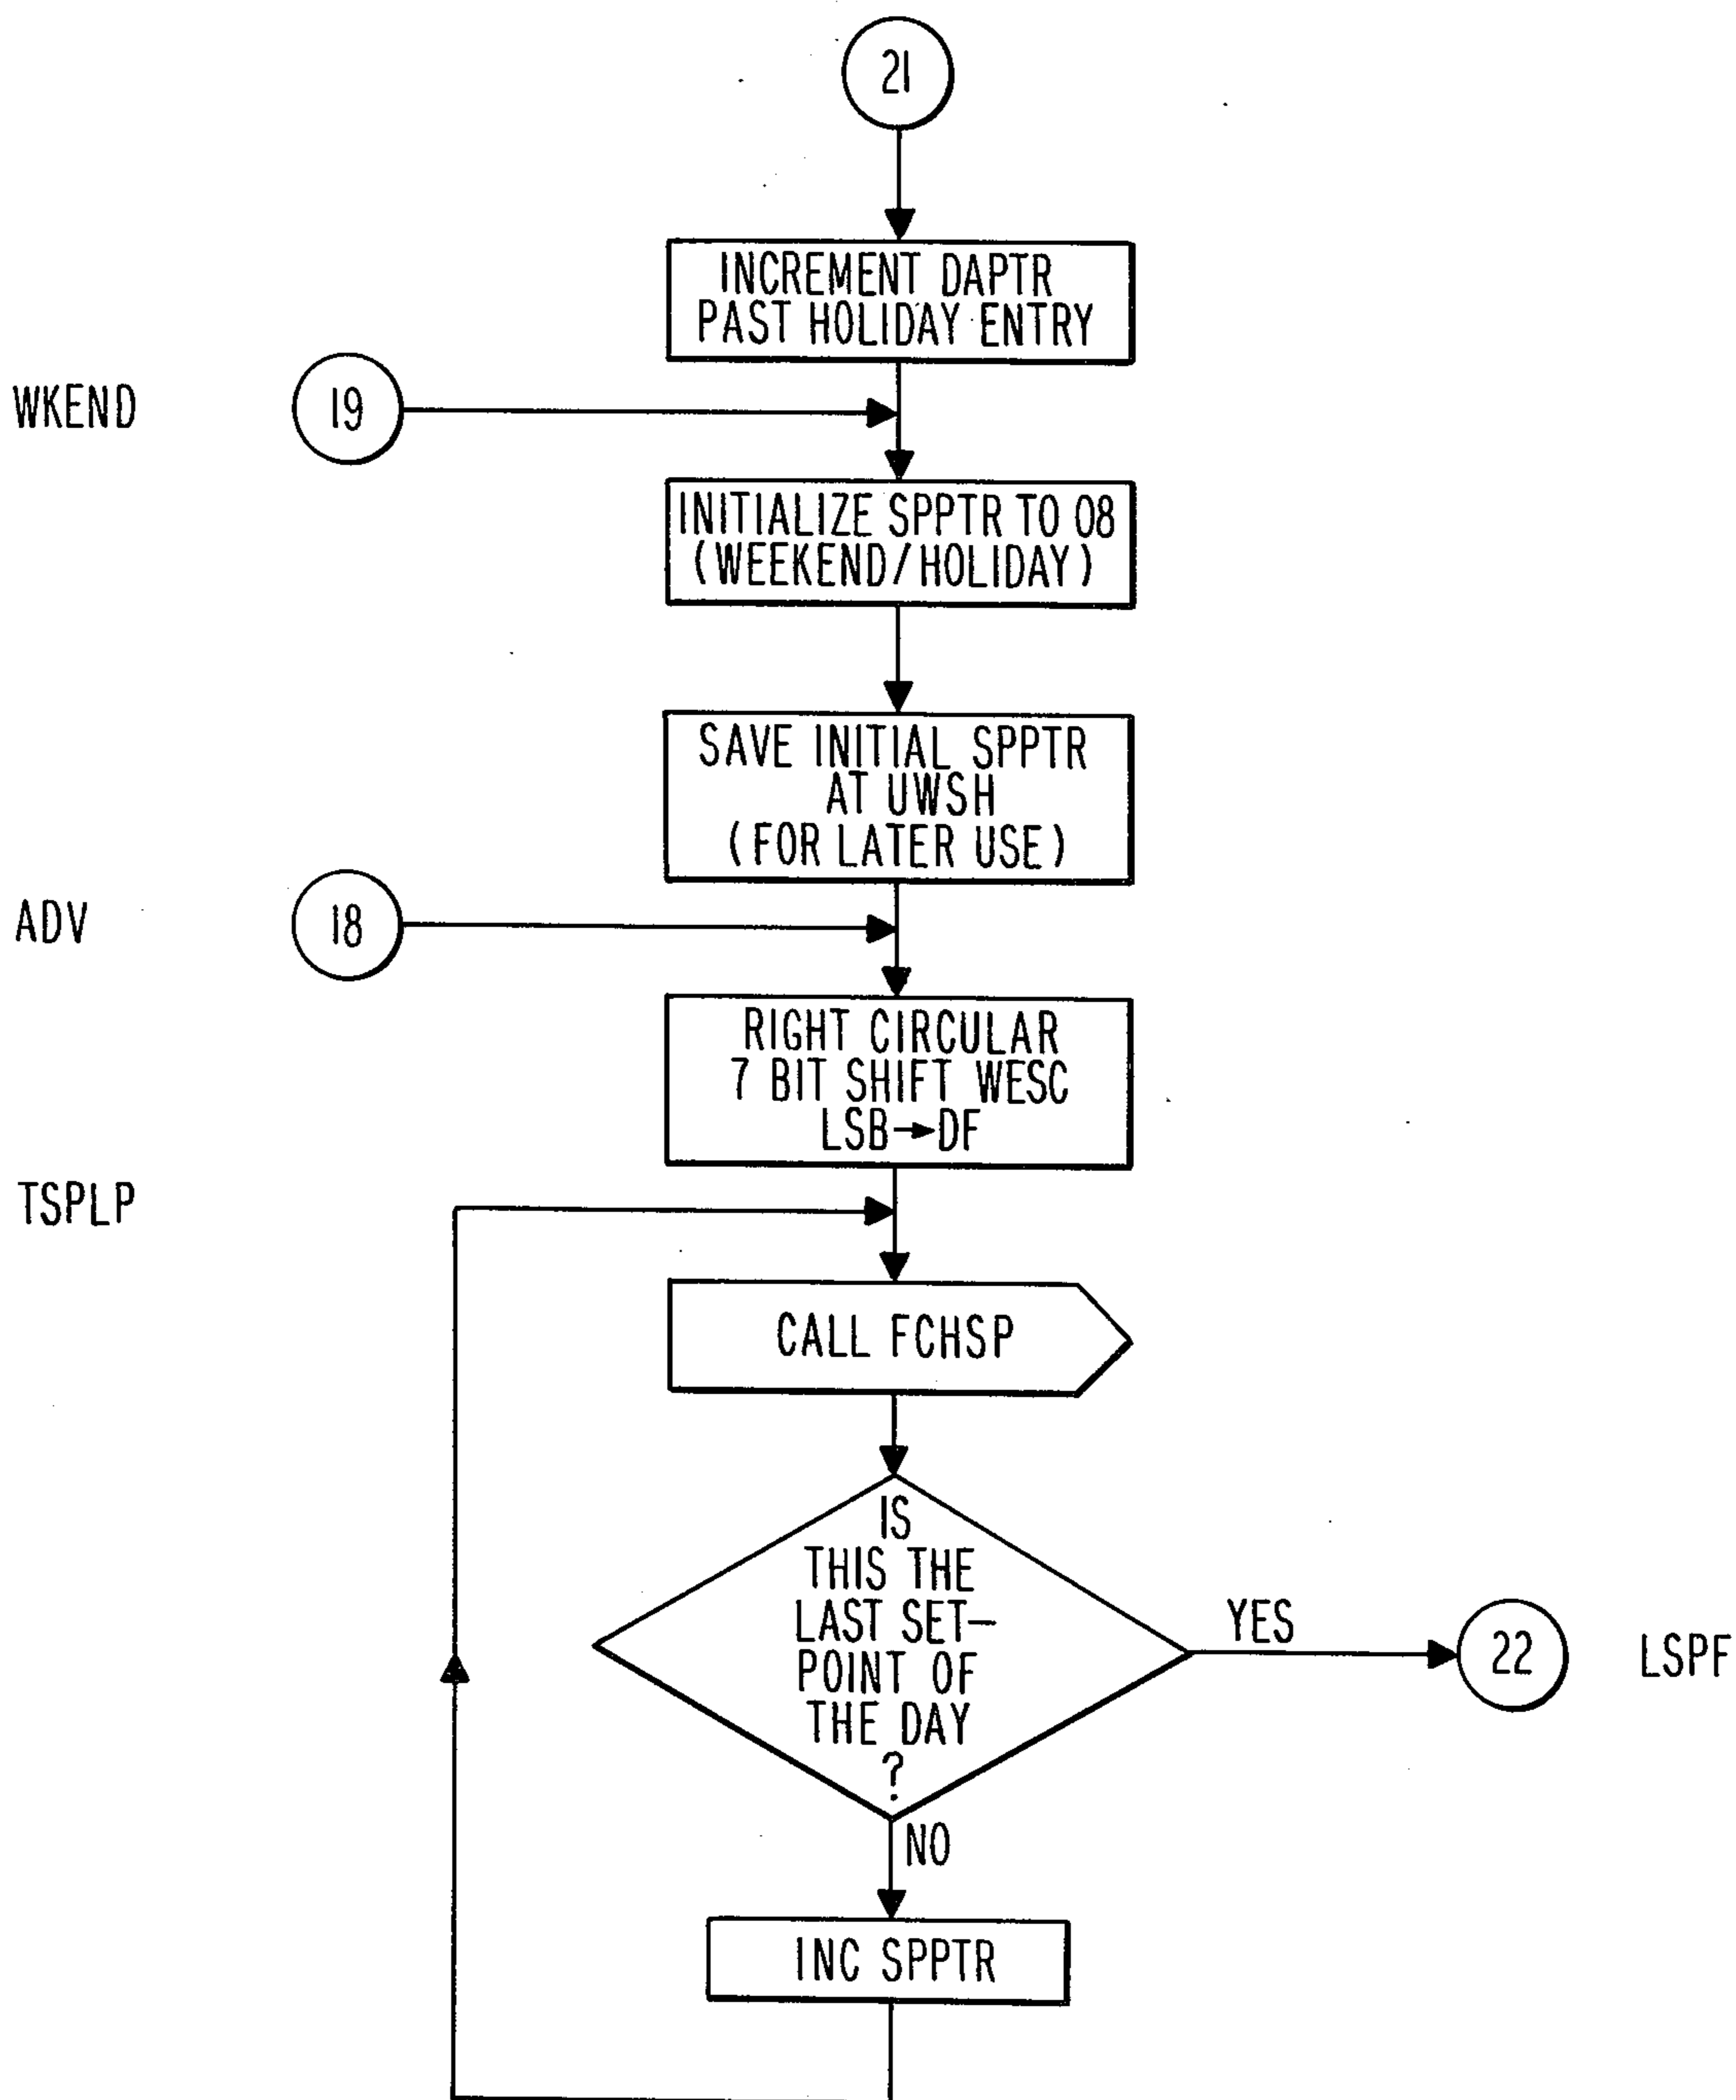 21
INCREMENT DAPTR
PAST HOLIDAY ENTRY
WKEND
19
INITIALIZE SPPTR TO 08
(WEEKEND/HOLIDAY)
SAVE INITIAL SPPTR
AT UWSH
(FOR LATER USE)
ADV
18
RIGHT CIRCULAR
7 BIT SHIFT WESC
LSB→DF
TSPLP
CALL FCHSP
IS
THIS THE
LAST SET-
POINT OF
THE DAY
?
YES
22
LSPF
NO
INC SPPTR